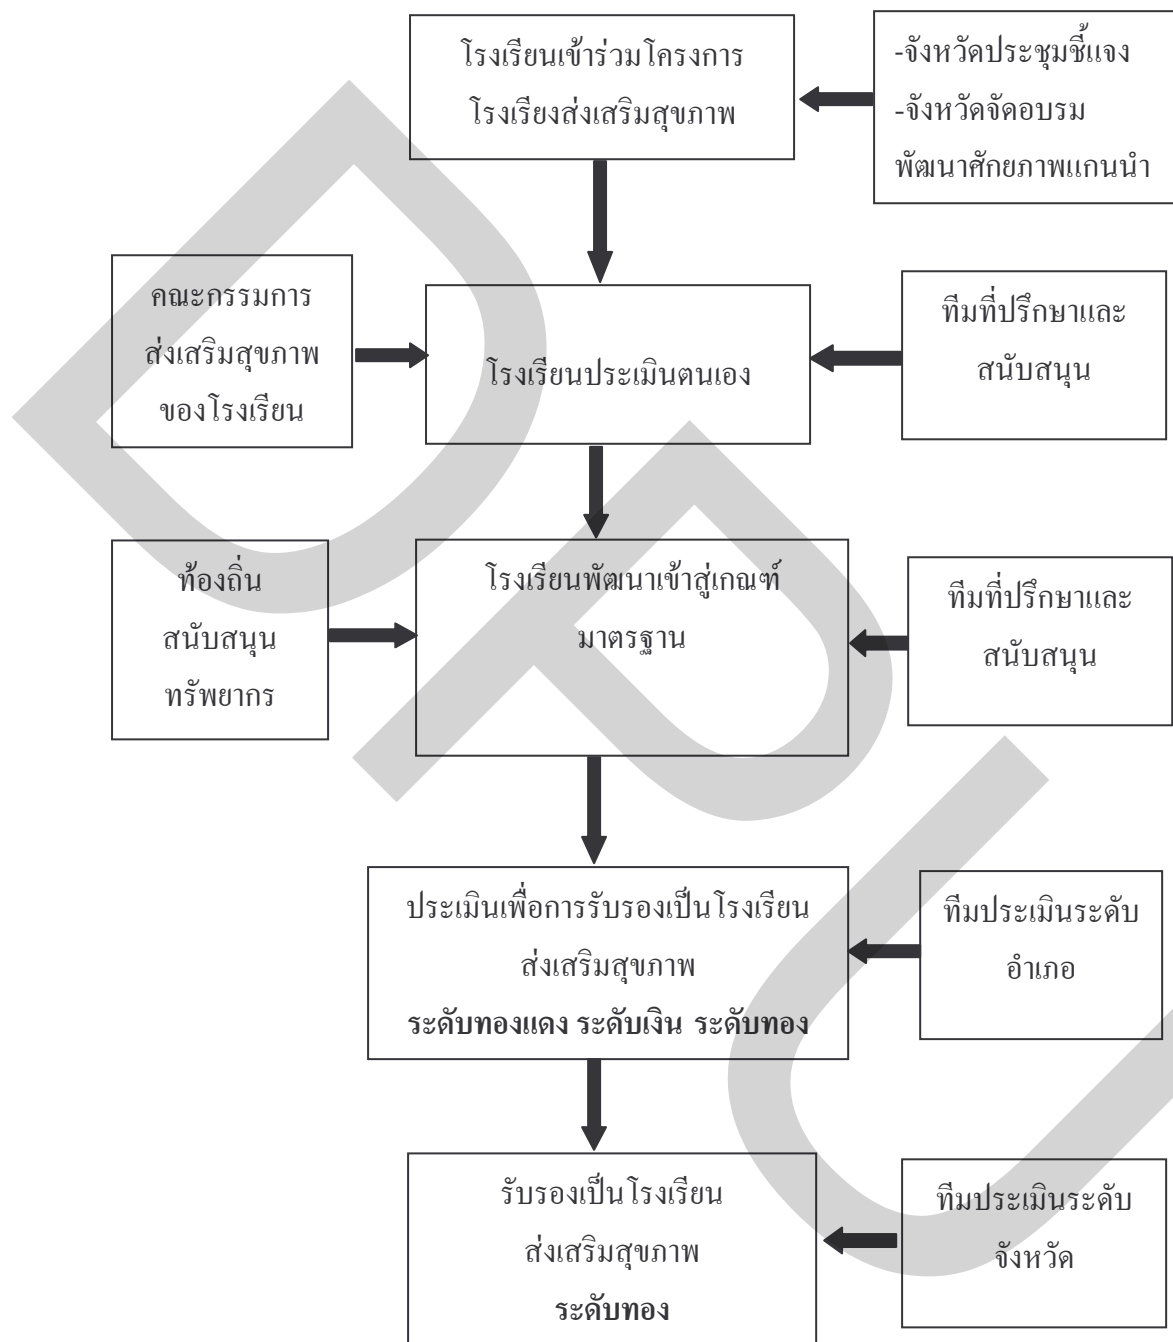 โรงเรียนเข้าร่วมโครงการ
โรงเรียงส่งเสริมสุขภาพ
-จังหวัดประชุมชี้แจง
-จังหวัดจัดอบรม
พัฒนาศักยภาพแกนนำ
คณะกรรมการ
ส่งเสริมสุขภาพ
ของโรงเรียน
โรงเรียนประเมินตนเอง
ทีมที่ปรึกษาและ
สนับสนุน
ท้องถิ่น
สนับสนุน
ทรัพยากร
โรงเรียนพัฒนาเข้าสู่เกณฑ์
มาตรฐาน
ทีมที่ปรึกษาและ
สนับสนุน
ประเมินเพื่อการรับรองเป็นโรงเรียน
ส่งเสริมสุขภาพ
ระดับทองแดง ระดับเงิน ระดับทอง
ทีมประเมินระดับ
อำเภอ
รับรองเป็นโรงเรียน
ส่งเสริมสุขภาพ
ระดับทอง
ทีมประเมินระดับ
จังหวัด
DPU